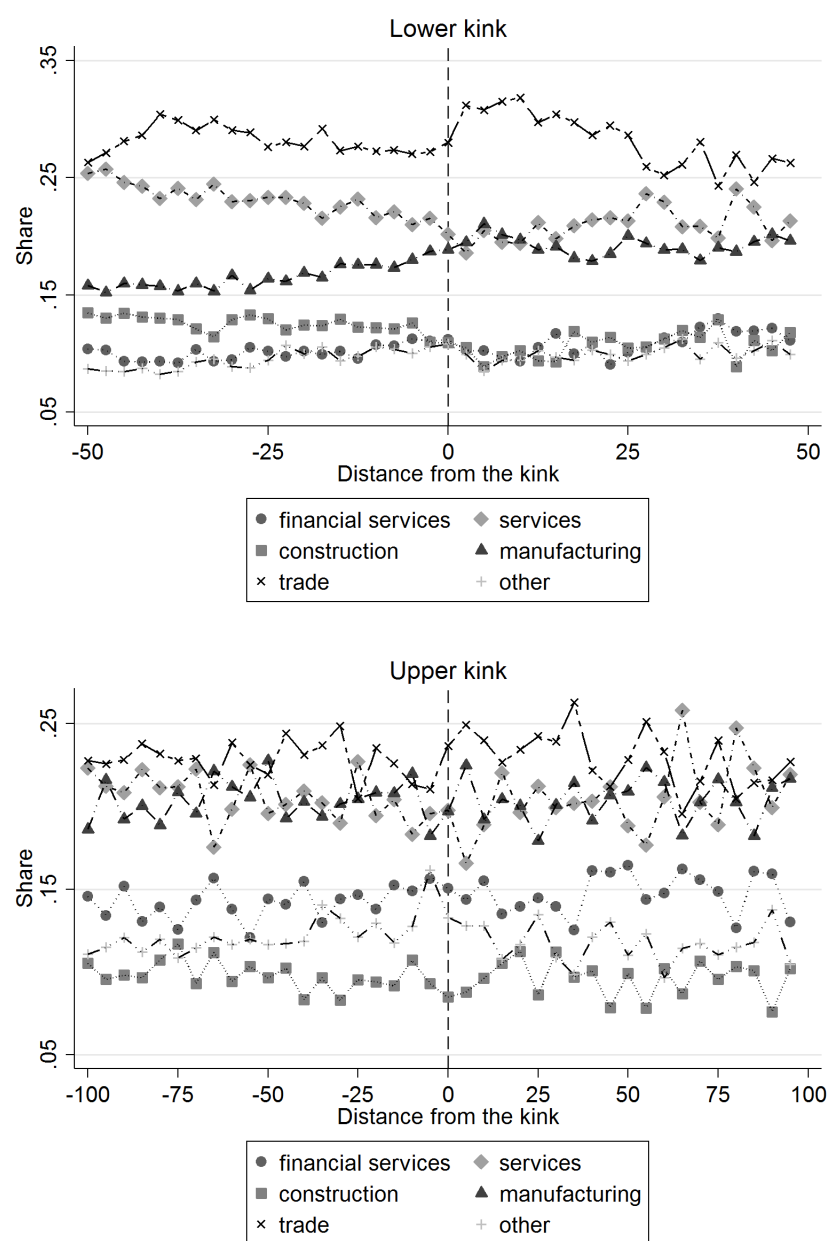 Lower kink
.35
.25
.15
.05
Share
-50 -25 0 25 50
Distance from the kink
financial services services
construction manufacturing
trade other
Upper kink
.25
.15
.05
Share
-100 -75 -50 -25 0 25 50 75 100
Distance from the kink
financial services services
construction manufacturing
trade other